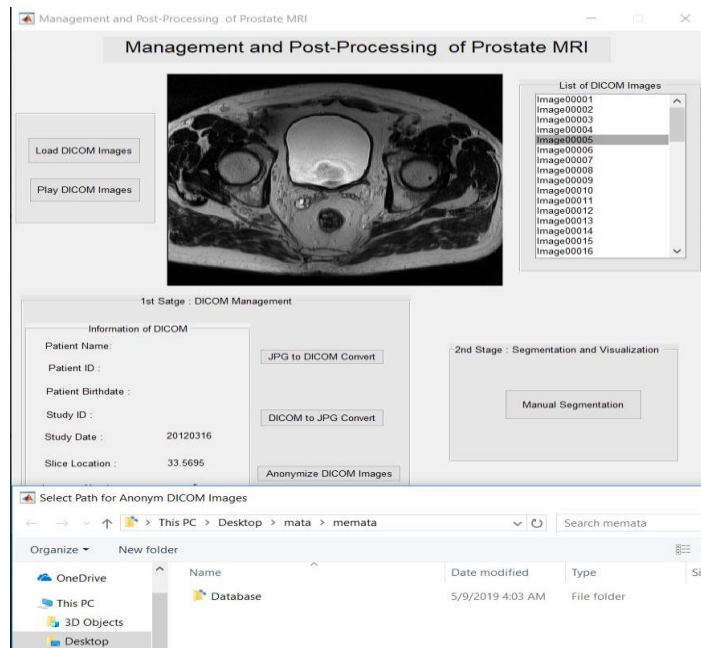 Management and Post-Processing of Prostate MRI
Management and Post-Processing of Prostate MRI
List of DICOM Images
Image00001
Image00002
Image00003
Image00004
Image00005
Image00006
Image00007
Image00008
Image00009
Image00010
Image00011
Image00012
Image00013
Image00014
Image00015
Image00016
Load DICOM Images
Play DICOM Images
1st Satge : DICOM Management
Information of DICOM
Patient Name:
Patient ID :
Patient Birthdate :
Study ID :
Study Date : 20120316
Slice Location : 33.5695
JPG to DICOM Convert
DICOM to JPG Convert
Anonymize DICOM Images
2nd Stage : Segmentation and Visualization
Manual Segmentation
Select Path for Anonym DICOM Images
This PC > Desktop > mata > memata
Search memata
Organize
New folder
Name Date modified Type Si
OneDrive
This PC
3D Objects
Desktop
Database 5/9/2019 4:03 AM File folder